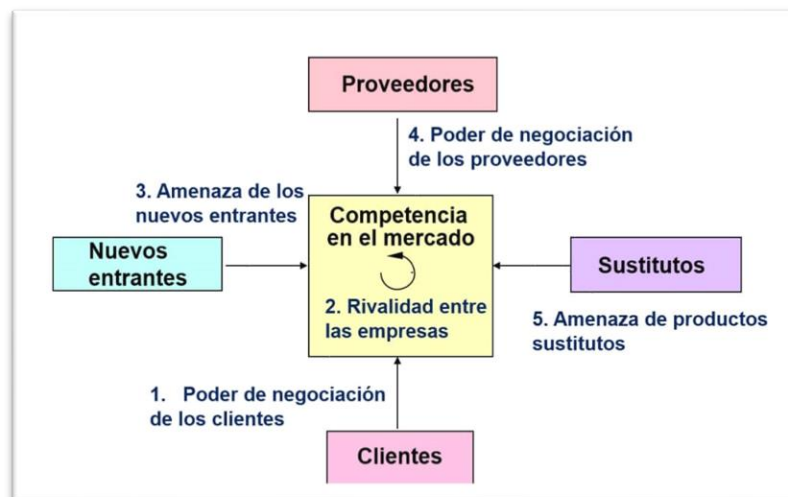 Proveedores
4. Poder de negociación
de los proveedores
3. Amenaza de los
nuevos entrantes
Competencia
en el mercado
Nuevos
entrantes
Sustitutos
2. Rivalidad entre
las empresas
5. Amenaza de productos
sustitutos
1. Poder de negociación
de los clientes
Clientes